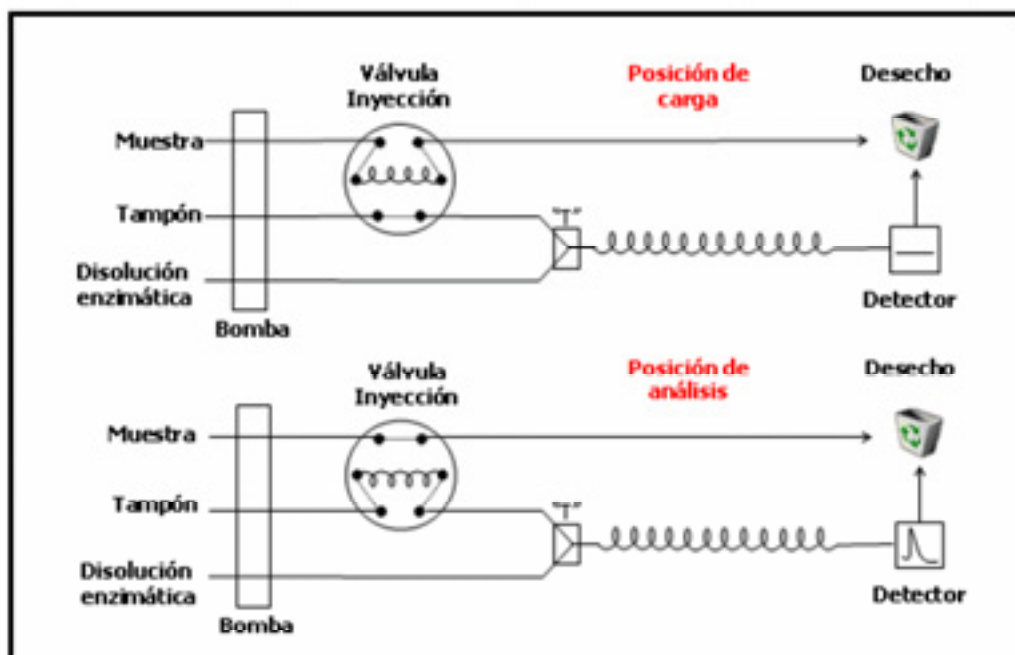 Válvula
Inyección
Posición de
carga
Desecho
Muestra
Tampón
Disolución
enzimática
Bomba
Detector
Válvula
Inyección
Posición de
análisis
Desecho
Muestra
Tampón
Disolución
enzimática
Bomba
Detector